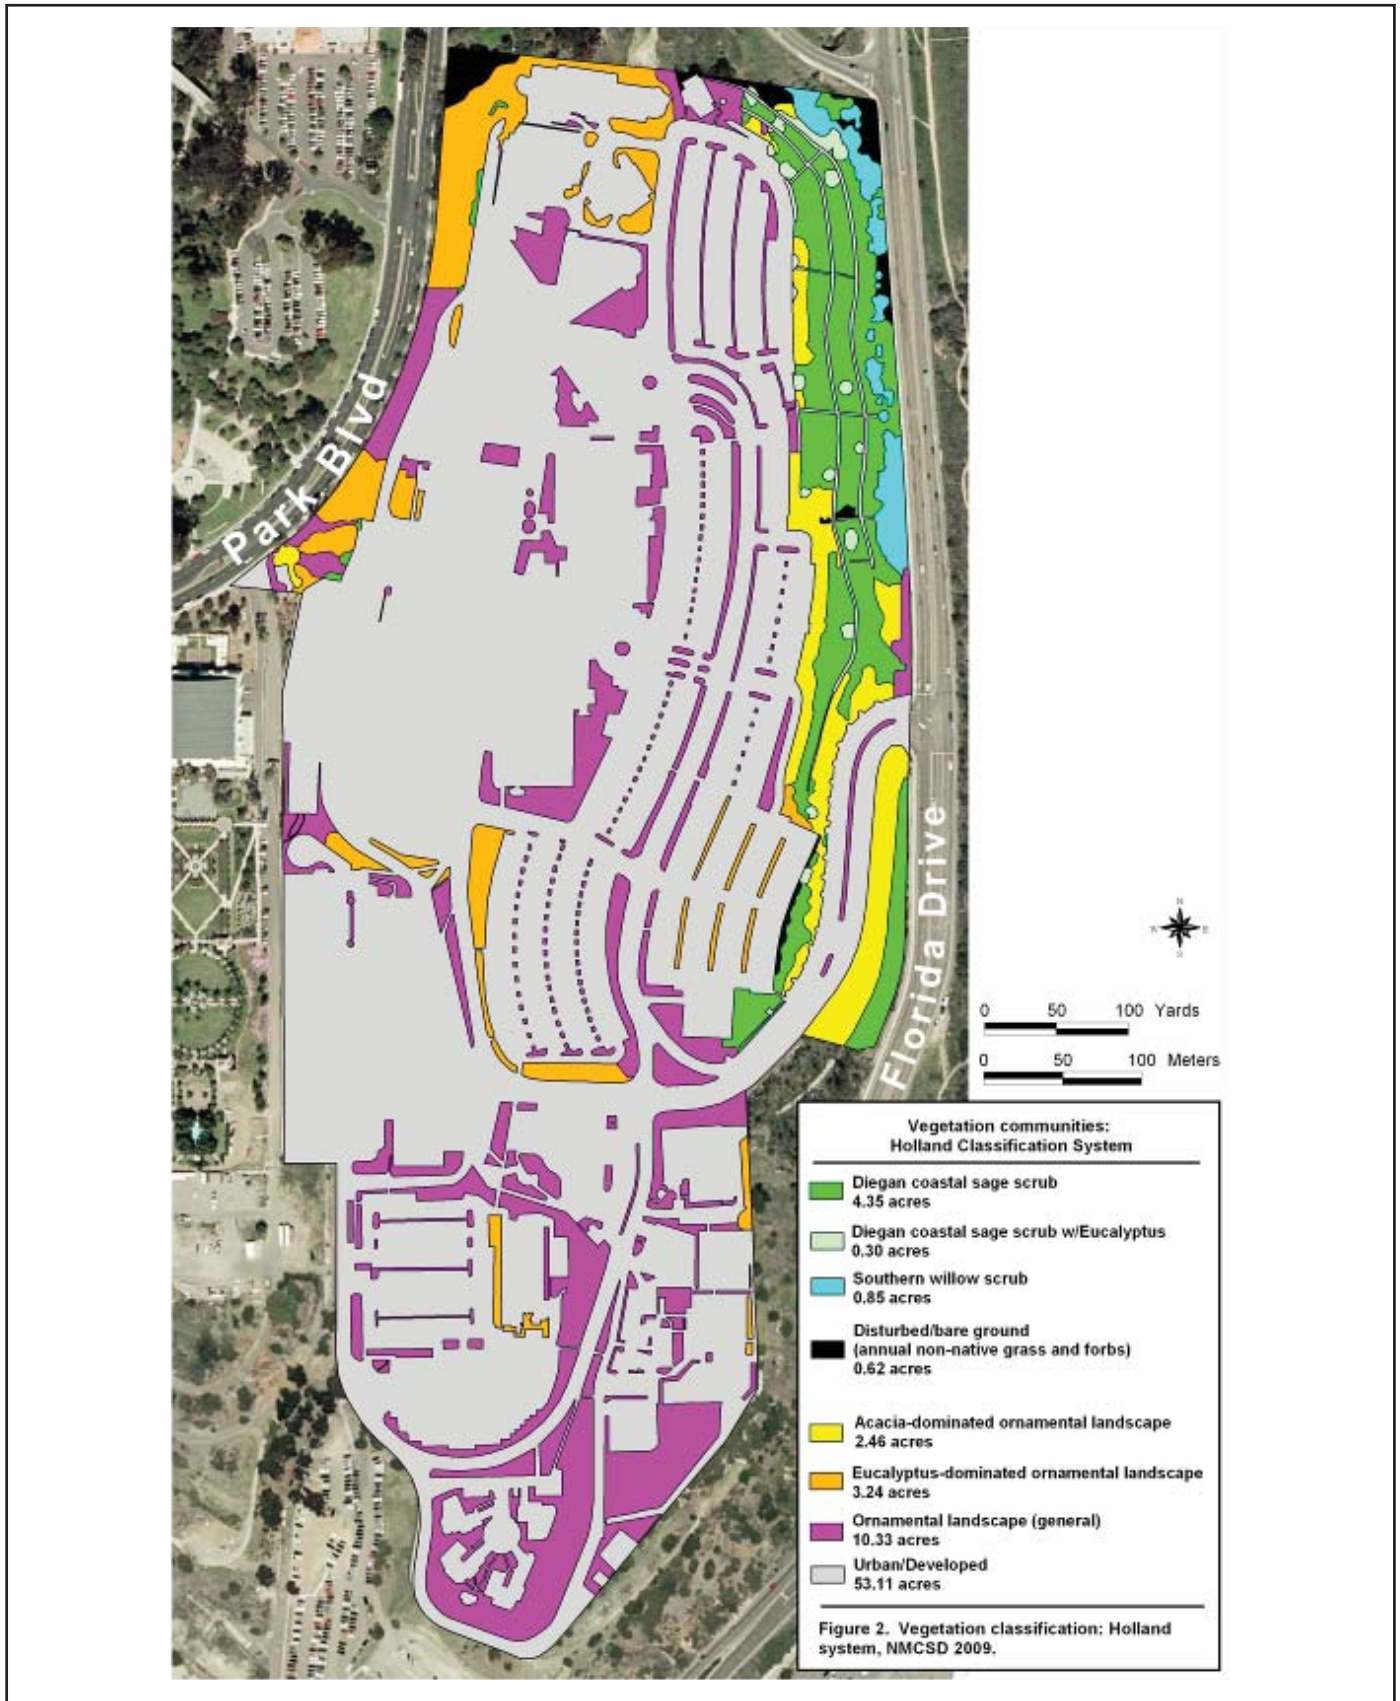 Park Blvd
Florida Drive
N
W E
S
0 50 100 Yards
0 50 100 Meters
Vegetation communities:
Holland Classification System
Diegan coastal sage scrub
4.35 acres
Diegan coastal sage scrub w/Eucalyptus
0.30 acres
Southern willow scrub
0.85 acres
Disturbed/bare ground
(annual non-native grass and forbs)
0.62 acres
Acacia-dominated ornamental landscape
2.46 acres
Eucalyptus-dominated ornamental landscape
3.24 acres
Ornamental landscape (general)
10.33 acres
Urban/Developed
53.11 acres
Figure 2. Vegetation classification: Holland
system, NMCSD 2009.